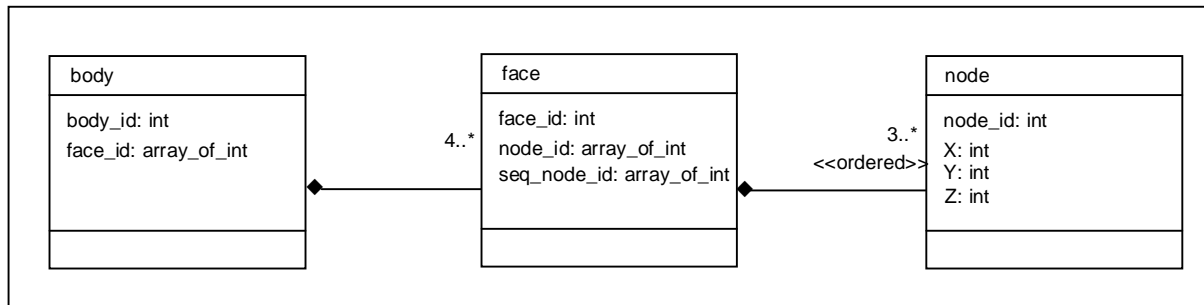 body
body_id: int
face_id: array_of_int
4..*
face
face_id: int
node_id: array_of_int
seq_node_id: array_of_int
3..*
<<ordered>>
node
node_id: int
X: int
Y: int
Z: int